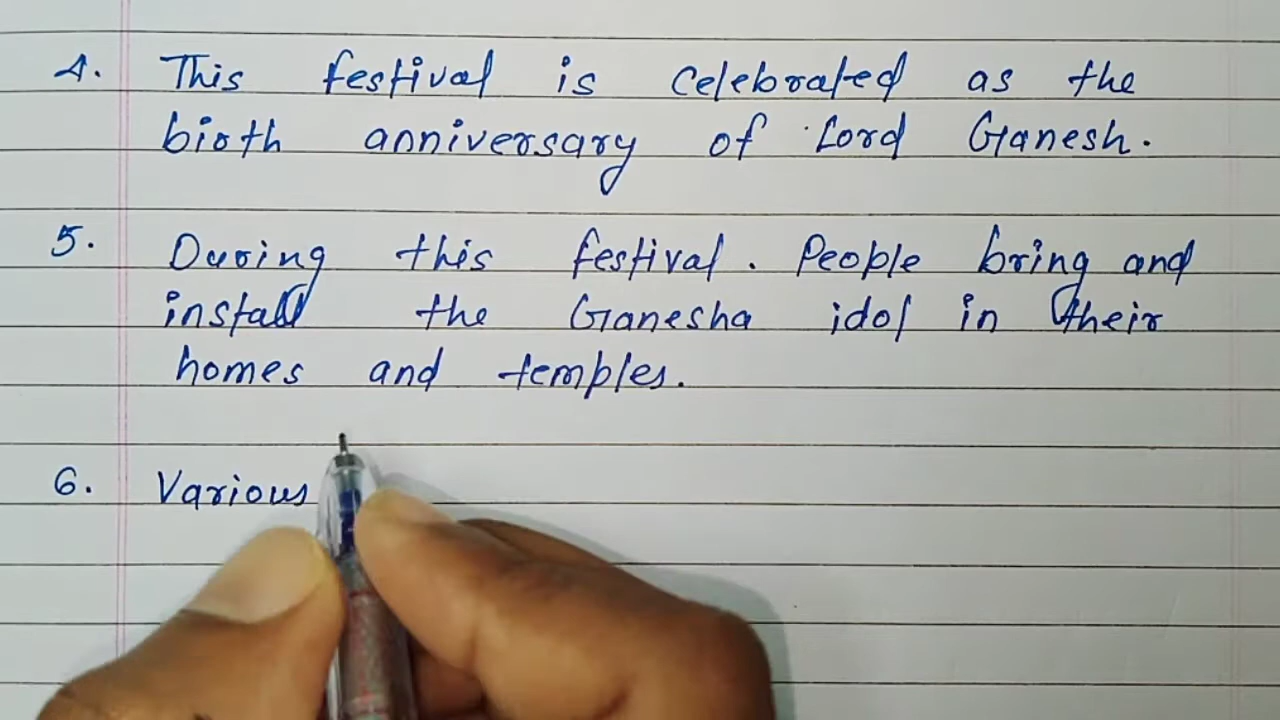 4. This festival is celebrated as the
birth anniversary of Lord Ganesh.
5. During this festival. People bring and
install the Ganesha idol in their
homes and temples.
6. Various